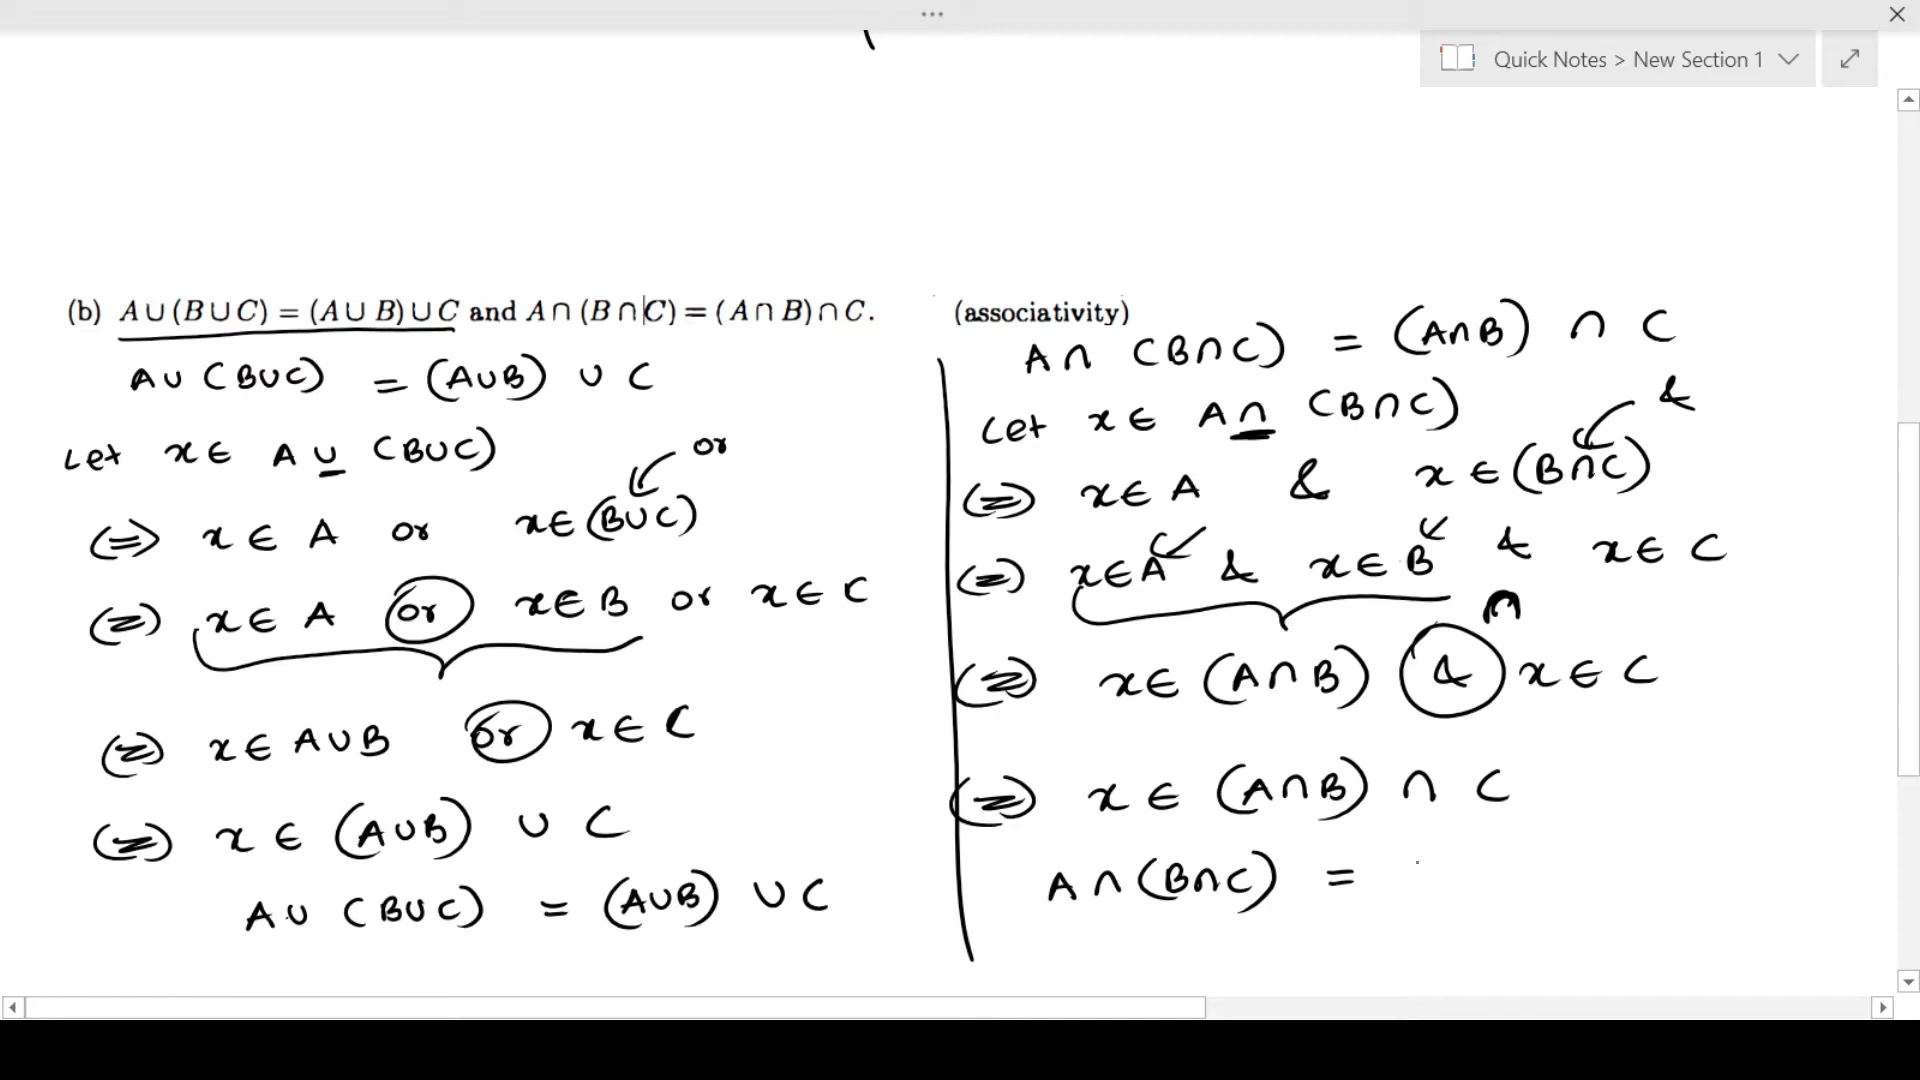 Quick Notes > New Section 1
(b) A∪(B∪C) = (A∪B)∪C and A∩(B∩C) = (A∩B)∩C. (associativity)
A∪ (B∪C) = (A∪B) ∪ C
Let x∈ A ∪ (B∪C)
or
(=) x ∈ A or x∈(B∪C)
(=) x∈ A or x∈B or x∈C
(=) x∈ A∪B or x∈C
(=) x ∈ (A∪B) ∪ C
A∪ (B∪C) = (A∪B) ∪C
A∩ (B∩C) = (A∩B) ∩ C
Let x∈ A∩ (B∩C)
&
(=) x∈A & x∈(B∩C)
(=) x∈A & x∈B & x∈C
∩
(=) x∈ (A∩B) & x∈C
(=) x∈ (A∩B) ∩ C
A∩(B∩C) =